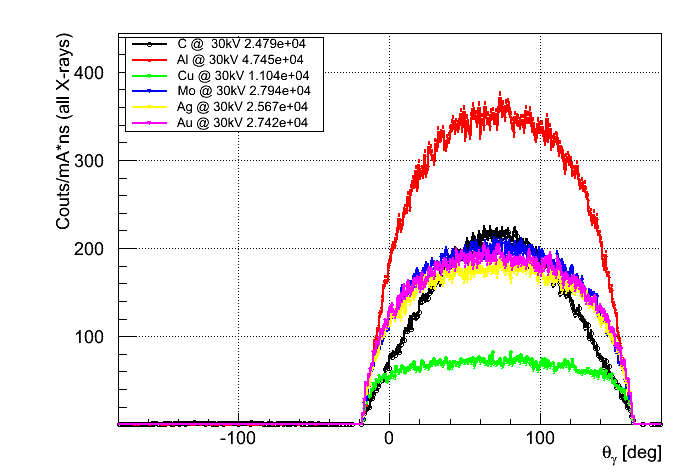 C @  30kV 2.479e+04
Al @ 30kV 4.745e+04
Cu @ 30kV 1.104e+04
Mo @ 30kV 2.794e+04
Ag @ 30kV 2.567e+04
Au @ 30kV 2.742e+04
Couts/mA*ns (all X-rays)
400
300
200
100
-100 0 100
θγ [deg]